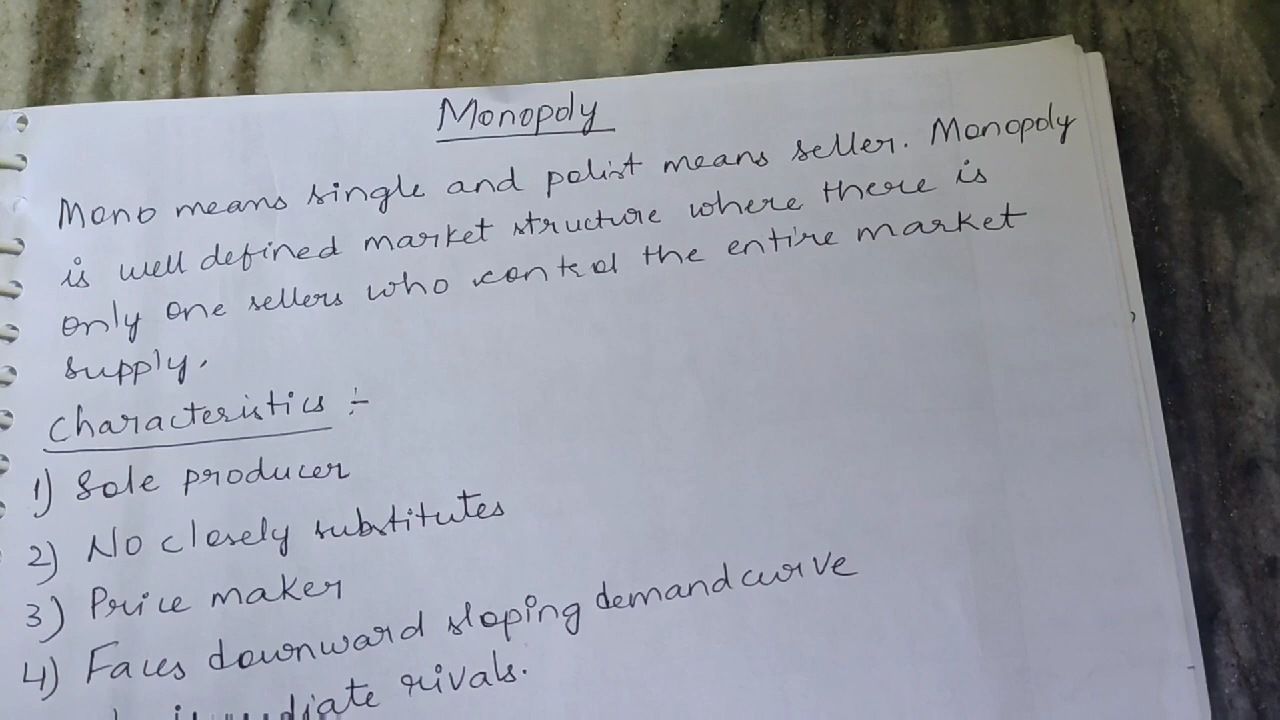 Monopoly
Mono means single and polist means seller. Monopoly
is well defined market structure where there is
only one sellers who control the entire market
supply.
Characteristics :-
1) Sole producer
2) No closely substitutes
3) Price maker
4) Faces downward sloping demand curve
immediate rivals.